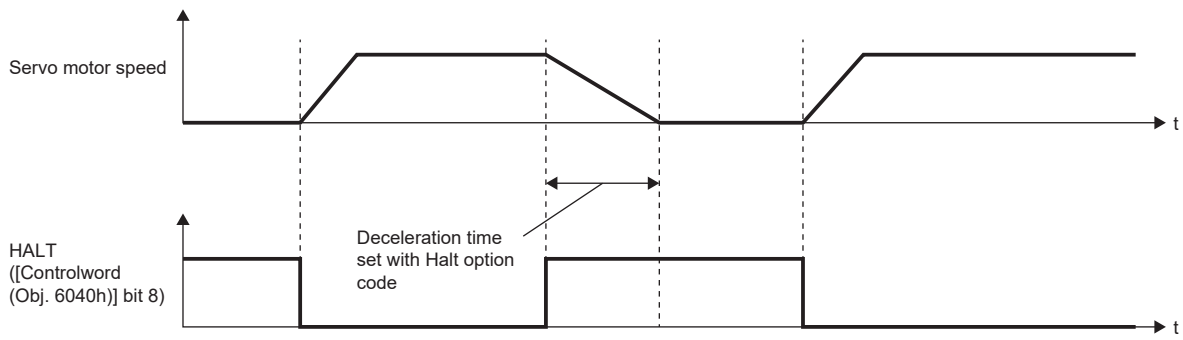 Servo motor speed
t
Deceleration time
set with Halt option
code
HALT
([Controlword
(Obj. 6040h)] bit 8)
t